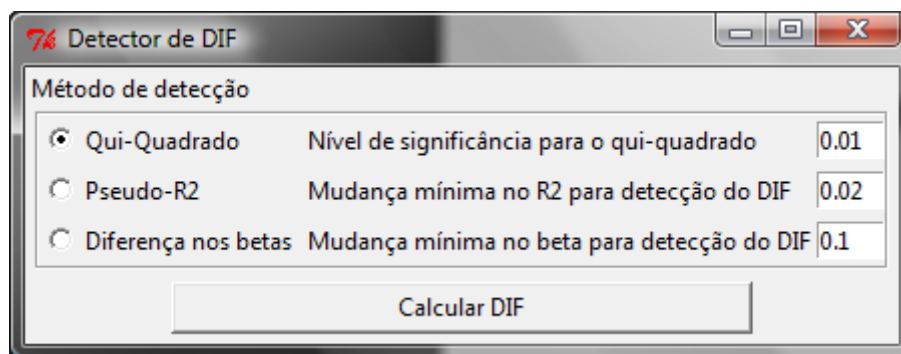 Detector de DIF
Método de detecção
Qui-Quadrado Nível de significância para o qui-quadrado 0.01
Pseudo-R2 Mudança mínima no R2 para detecção do DIF 0.02
Diferença nos betas Mudança mínima no beta para detecção do DIF 0.1
Calcular DIF